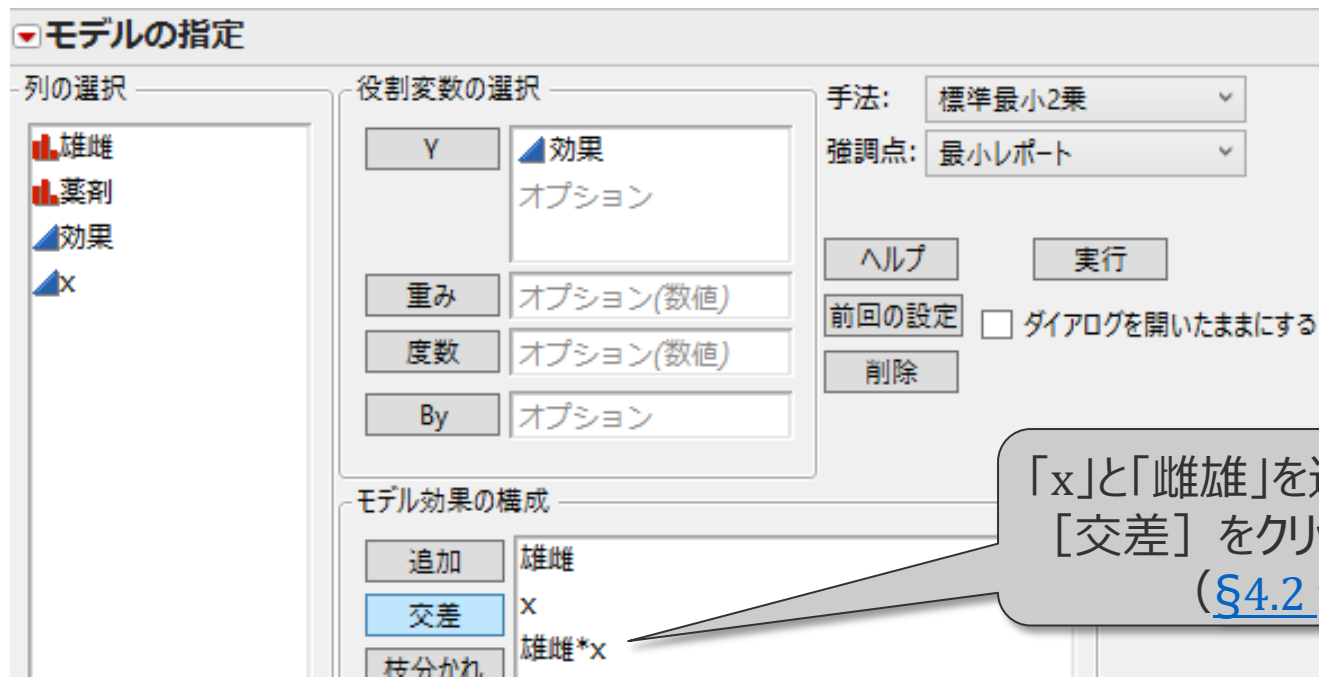 モデルの指定
列の選択
雄雌
薬剤
効果
x
役割変数の選択
Y
効果
オプション
重み
オプション(数値)
度数
オプション(数値)
By
オプション
手法:
標準最小2乗
強調点:
最小レポート
ヘルプ
実行
前回の設定
ダイアログを開いたままにする
削除
モデル効果の構成
追加
交差
枝分かれ
雄雌
x
雄雌*x
「x」と「雌雄」を
［交差］をクリ
(§4.2